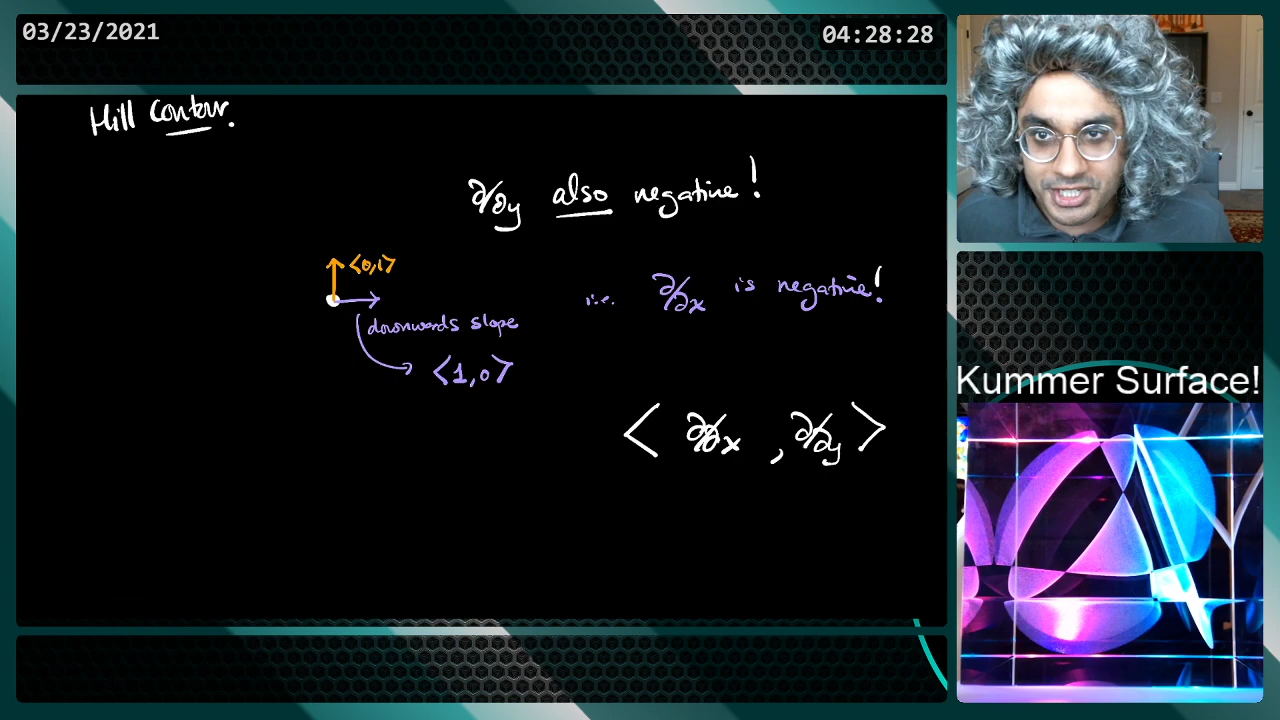 03/23/2021
04:28:28
Hill Contour.
∂/∂y also negative!
<0,1>
i.e. ∂/∂x is negative!
downwards slope
<1,0>
Kummer Surface!
< ∂/∂x , ∂/∂y >